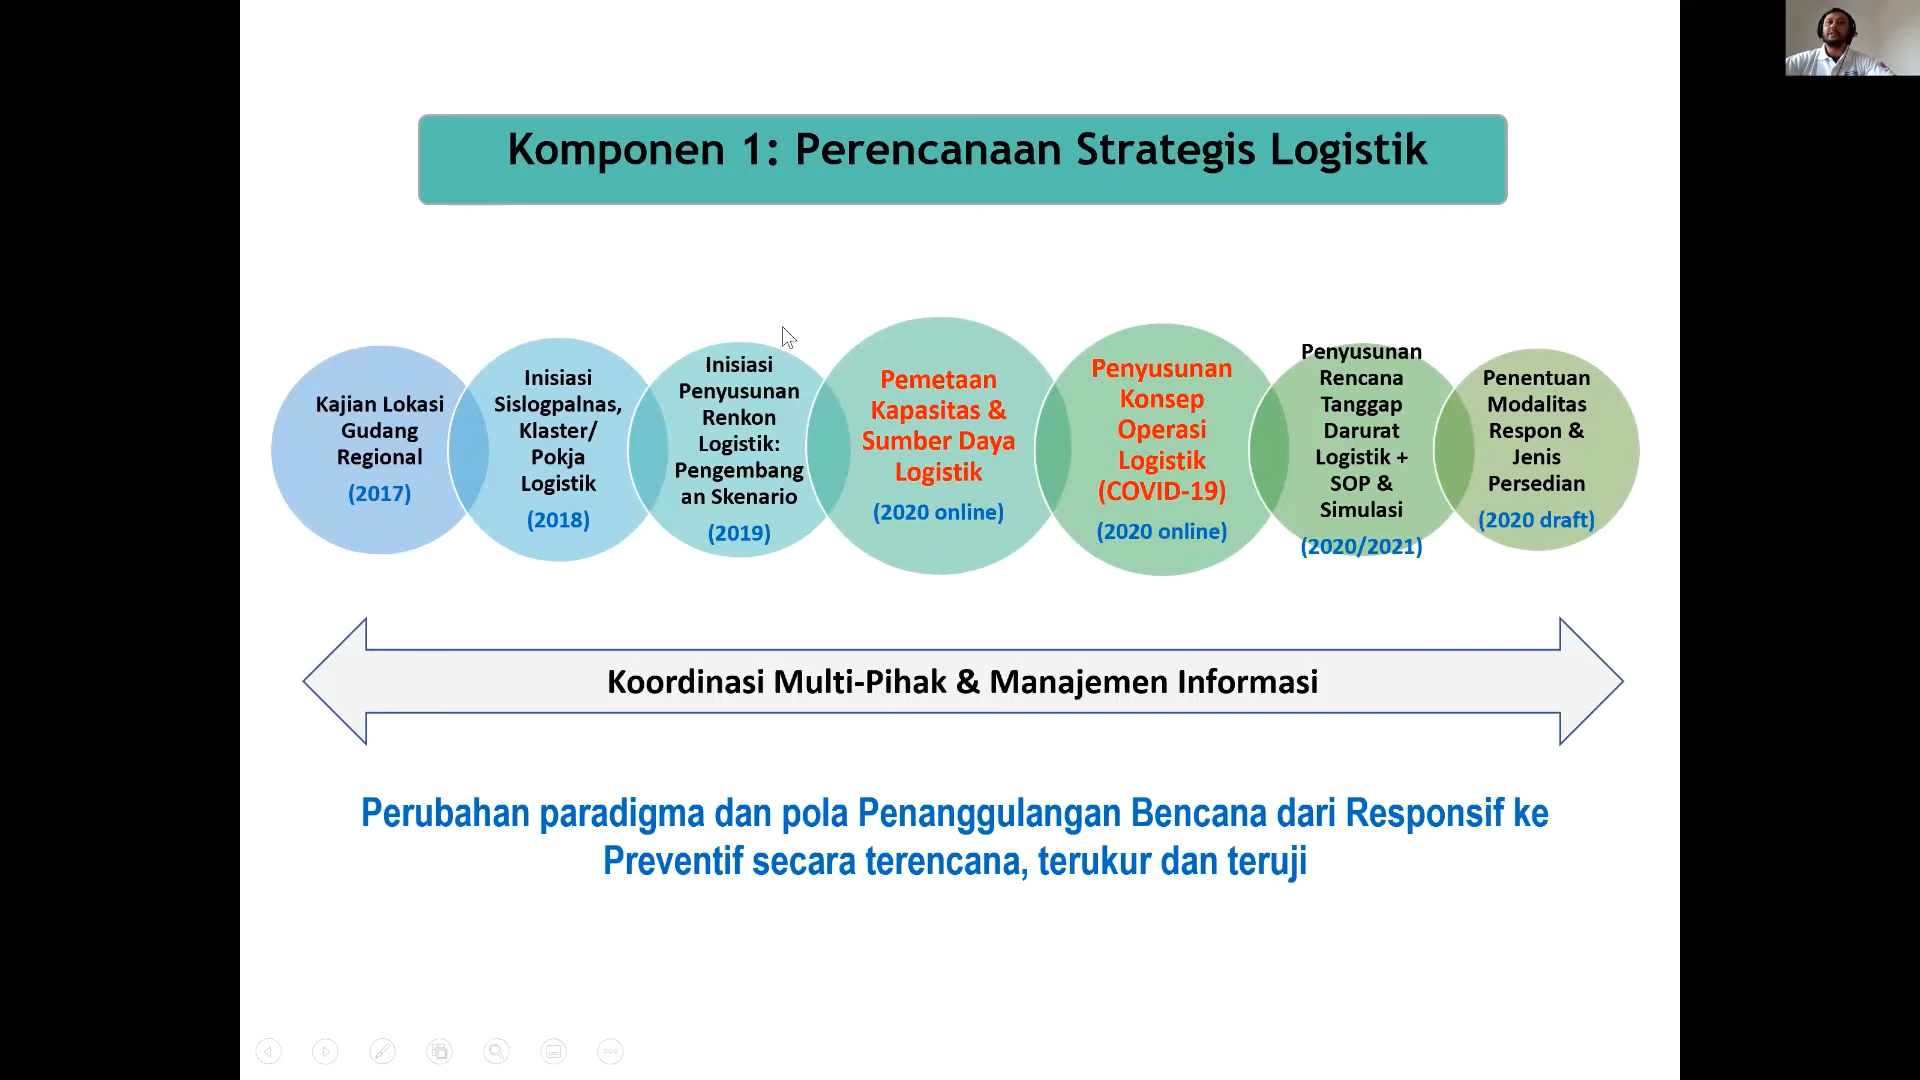 Komponen 1: Perencanaan Strategis Logistik
Kajian Lokasi
Gudang
Regional
(2017)
Inisiasi
Sislogpalnas,
Klaster/
Pokja
Logistik
(2018)
Inisiasi
Penyusunan
Renkon
Logistik:
Pengembang
an Skenario
(2019)
Pemetaan
Kapasitas &
Sumber Daya
Logistik
(2020 online)
Penyusunan
Konsep
Operasi
Logistik
(COVID-19)
(2020 online)
Penyusunan
Rencana
Tanggap
Darurat
Logistik +
SOP &
Simulasi
(2020/2021)
Penentuan
Modalitas
Respon &
Jenis
Persedian
(2020 draft)
Koordinasi Multi-Pihak & Manajemen Informasi
Perubahan paradigma dan pola Penanggulangan Bencana dari Responsif ke
Preventif secara terencana, terukur dan teruji